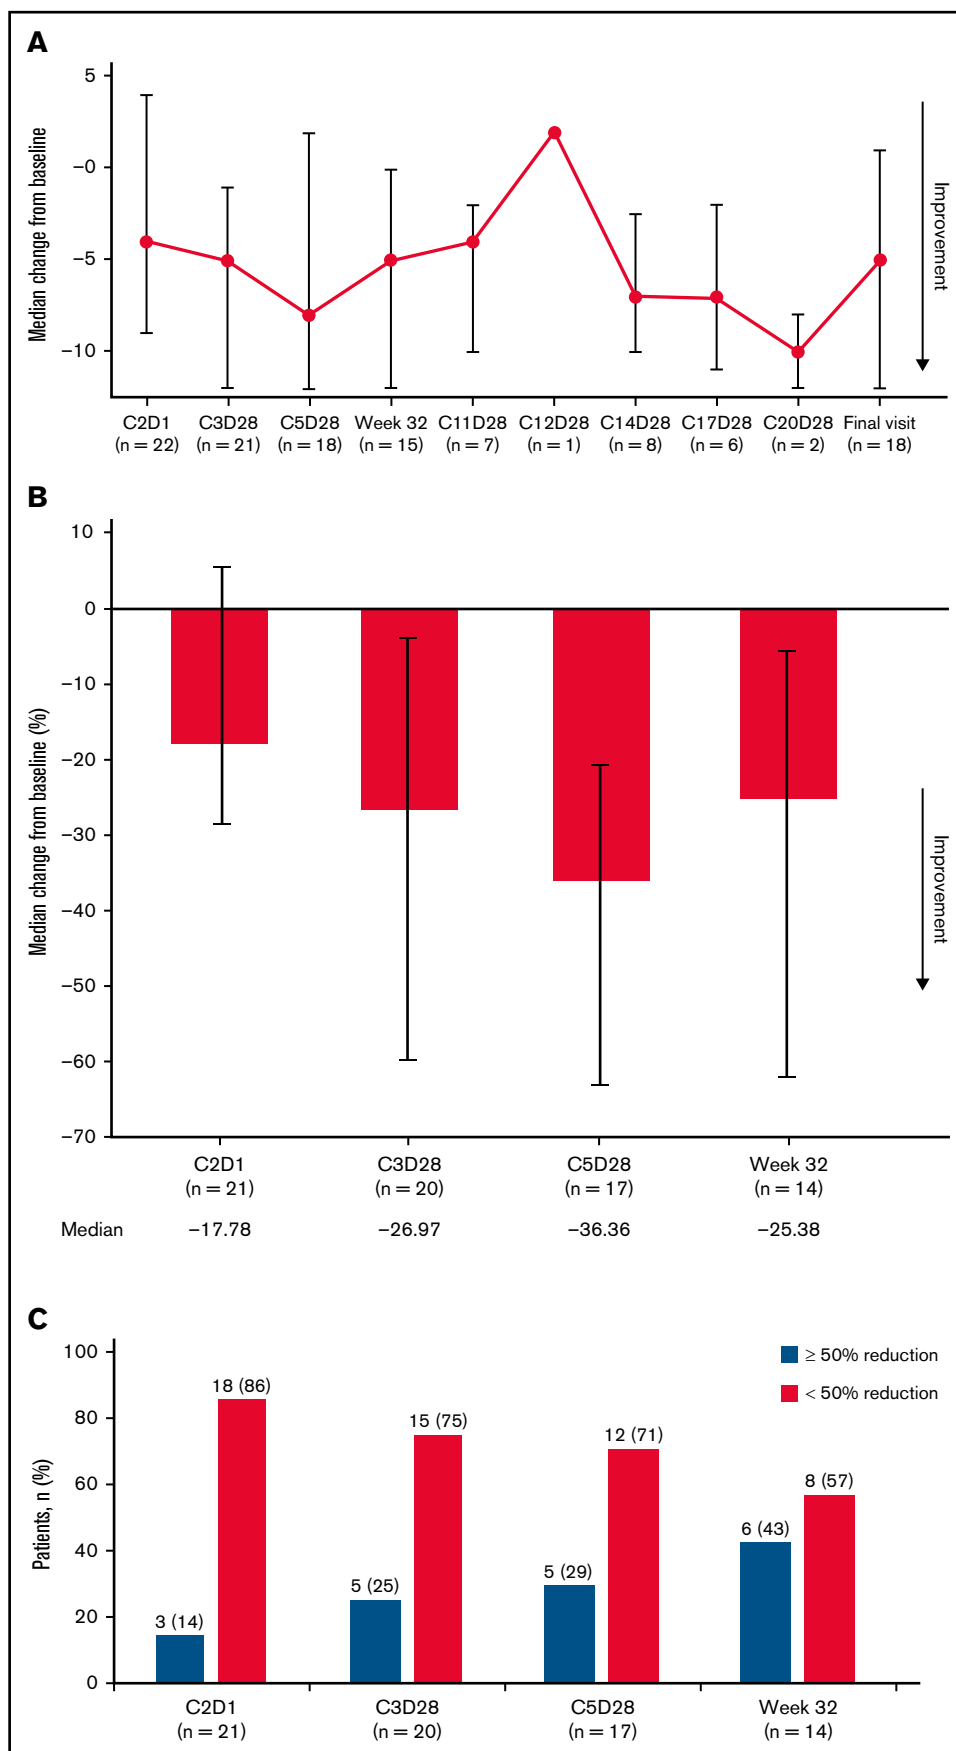 A
Median change from baseline
5
–0
–5
–10
Improvement
C2D1 C3D28 C5D28 Week 32 C11D28 C12D28 C14D28 C17D28 C20D28 Final visit
(n = 22) (n = 21) (n = 18) (n = 15) (n = 7) (n = 1) (n = 8) (n = 6) (n = 2) (n = 18)
B
Median change from baseline (%)
10
0
–10
–20
–30
–40
–50
–60
–70
Improvement
C2D1 C3D28 C5D28 Week 32
(n = 21) (n = 20) (n = 17) (n = 14)
Median –17.78 –26.97 –36.36 –25.38
C
Patients, n (%)
100
80
60
40
20
0
≥ 50% reduction
< 50% reduction
3 (14) 18 (86) 5 (25) 15 (75) 5 (29) 12 (71) 6 (43) 8 (57)
C2D1 C3D28 C5D28 Week 32
(n = 21) (n = 20) (n = 17) (n = 14)